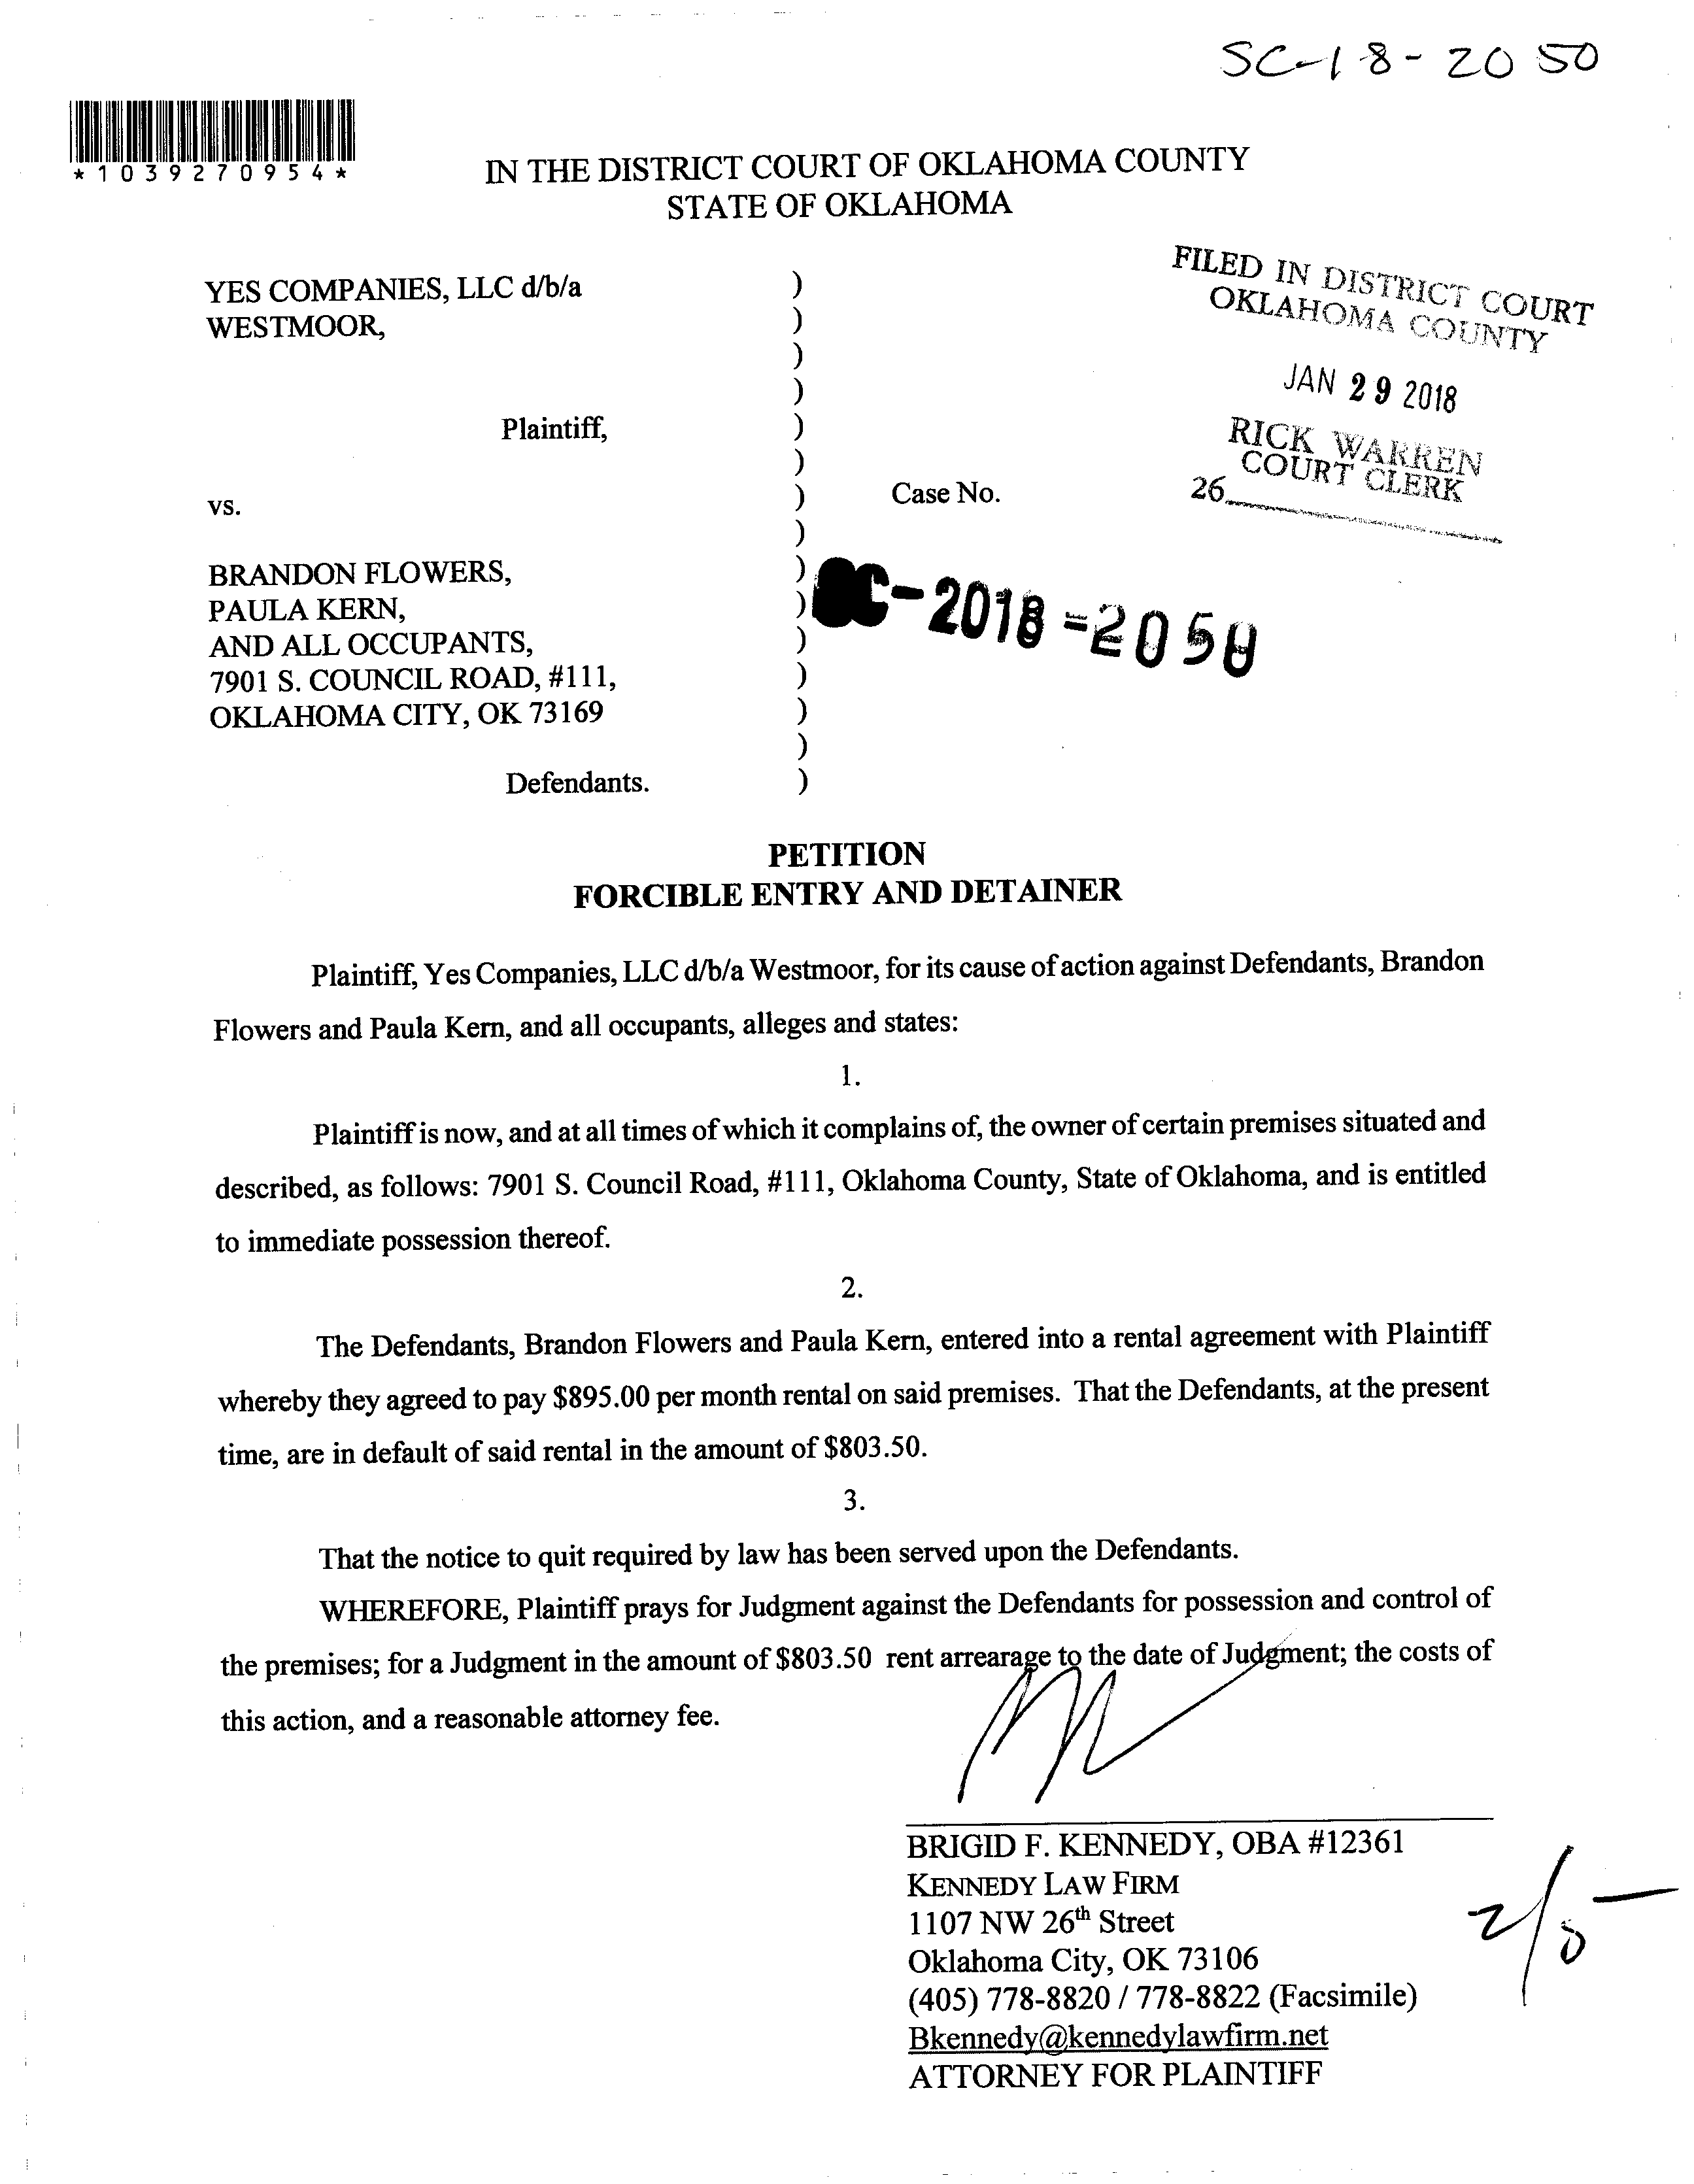 SC-18-2050
*1039270954*
IN THE DISTRICT COURT OF OKLAHOMA COUNTY
STATE OF OKLAHOMA
FILED IN DISTRICT COURT
OKLAHOMA COUNTY
JAN 29 2018
RICK WARREN
COURT CLERK
26
YES COMPANIES, LLC d/b/a )
WESTMOOR, )
)
)
Plaintiff, )
)
vs. ) Case No.
)
BRANDON FLOWERS, )
PAULA KERN, )
AND ALL OCCUPANTS, )
7901 S. COUNCIL ROAD, #111, )
OKLAHOMA CITY, OK 73169 )
)
Defendants. )
SC-2018-2050
PETITION
FORCIBLE ENTRY AND DETAINER
Plaintiff, Yes Companies, LLC d/b/a Westmoor, for its cause of action against Defendants, Brandon
Flowers and Paula Kern, and all occupants, alleges and states:
1.
Plaintiff is now, and at all times of which it complains of, the owner of certain premises situated and
described, as follows: 7901 S. Council Road, #111, Oklahoma County, State of Oklahoma, and is entitled
to immediate possession thereof.
2.
The Defendants, Brandon Flowers and Paula Kern, entered into a rental agreement with Plaintiff
whereby they agreed to pay $895.00 per month rental on said premises. That the Defendants, at the present
time, are in default of said rental in the amount of $803.50.
3.
That the notice to quit required by law has been served upon the Defendants.
WHEREFORE, Plaintiff prays for Judgment against the Defendants for possession and control of
the premises; for a Judgment in the amount of $803.50 rent arrearage to the date of Judgment; the costs of
this action, and a reasonable attorney fee.
BRIGID F. KENNEDY, OBA #12361
KENNEDY LAW FIRM
1107 NW 26th Street
Oklahoma City, OK 73106
(405) 778-8820 / 778-8822 (Facsimile)
Bkennedy@kennedylawfirm.net
ATTORNEY FOR PLAINTIFF
2/5